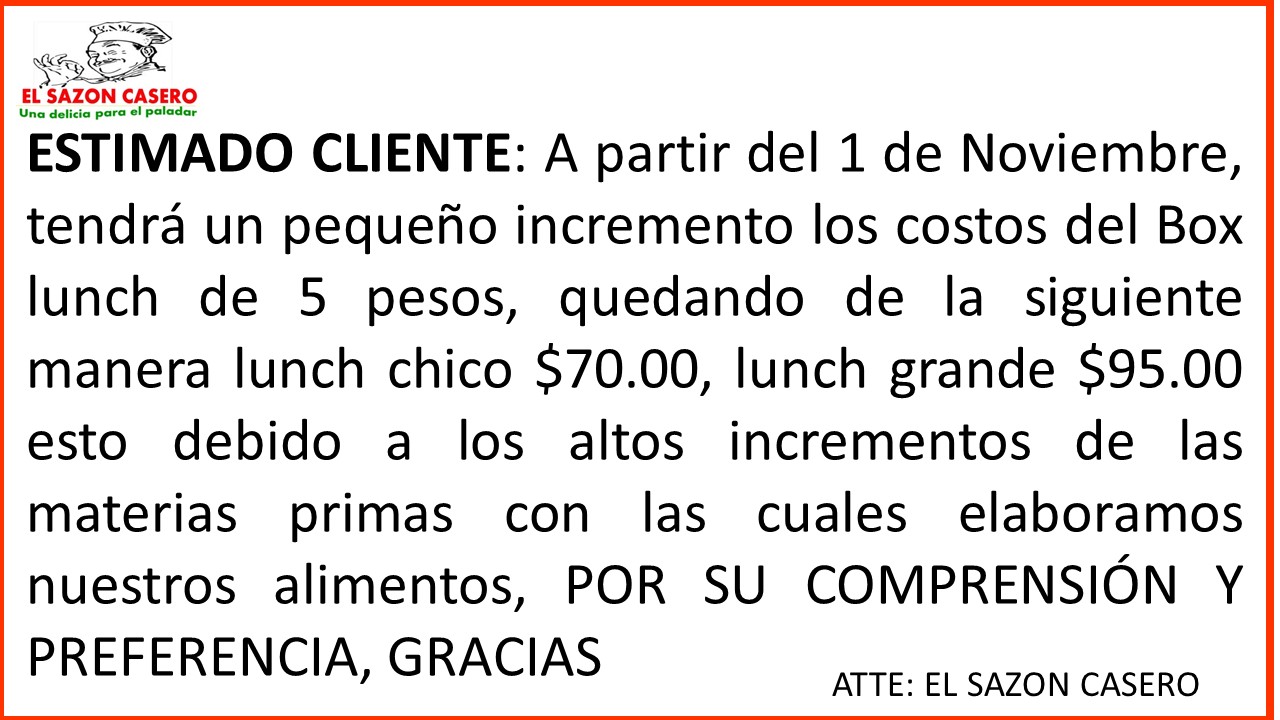 EL SAZON CASERO
Una delicia para el paladar
ESTIMADO CLIENTE: A partir del 1 de Noviembre,
tendrá un pequeño incremento los costos del Box
lunch de 5 pesos, quedando de la siguiente
manera lunch chico $70.00, lunch grande $95.00
esto debido a los altos incrementos de las
materias primas con las cuales elaboramos
nuestros alimentos, POR SU COMPRENSIÓN Y
PREFERENCIA, GRACIAS
ATTE: EL SAZON CASERO